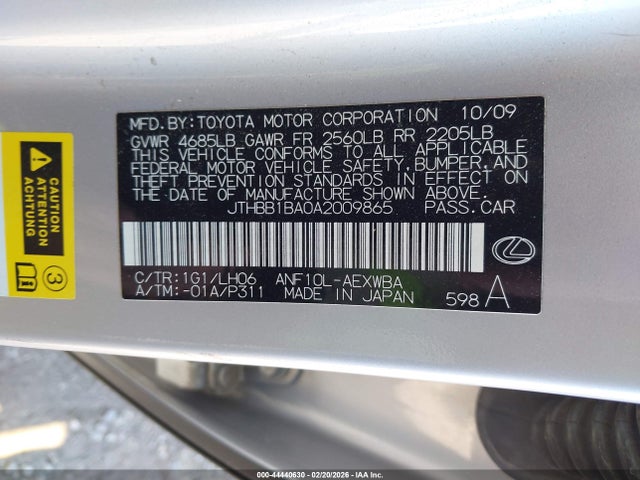 MFD.BY:TOYOTA MOTOR CORPORATION 10/09
GVWR 4685LB GAWR FR 2560LB RR 2205LB
THIS VEHICLE CONFORMS TO ALL APPLICABLE
FEDERAL MOTOR VEHICLE SAFETY,BUMPER,AND
THEFT PREVENTION STANDARDS IN EFFECT ON
THE DATE OF MANUFACTURE SHOWN ABOVE.
JTHBB1BA0A2009865 PASS.CAR
C/TR:1G1/LH06 ANF10L-AEXWBA
A/TM:-01A/P311 MADE IN JAPAN 598 A
3
000-44440630 - 02/20/2026 - IAA, Inc.